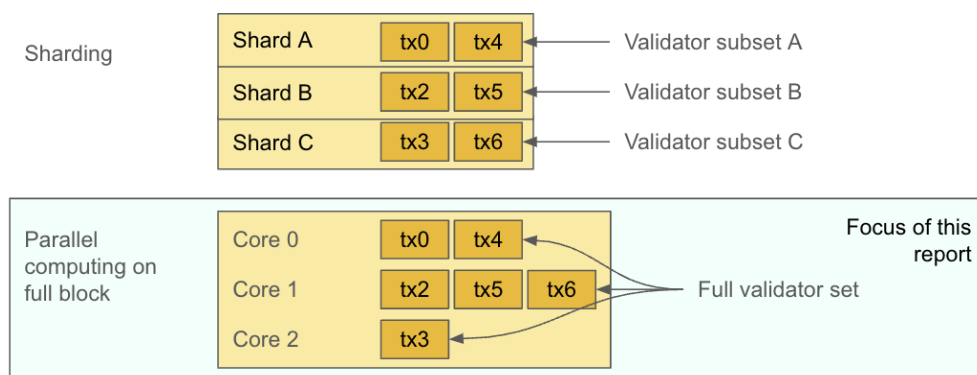 Sharding
Shard A tx0 tx4 Validator subset A
Shard B tx2 tx5 Validator subset B
Shard C tx3 tx6 Validator subset C
Parallel
computing on
full block
Core 0 tx0 tx4
Core 1 tx2 tx5 tx6 Full validator set
Core 2 tx3
Focus of this
report